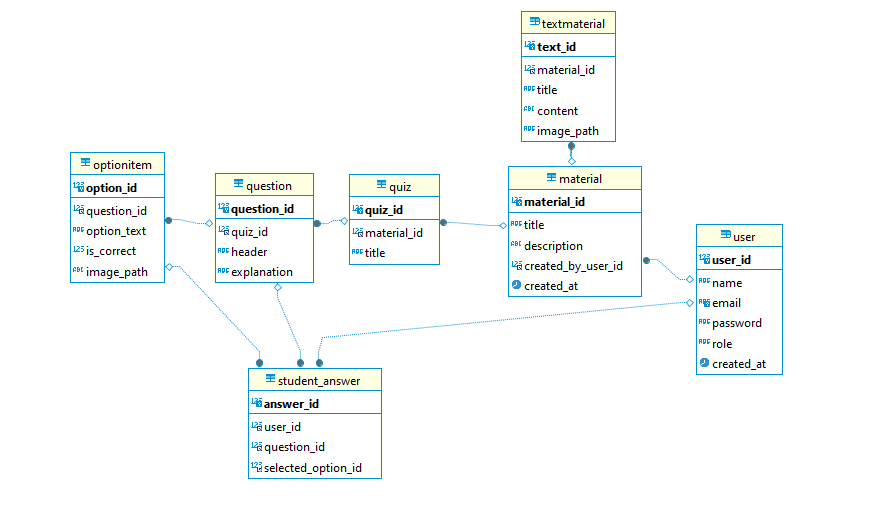 textmaterial
text_id
material_id
title
content
image_path
optionitem
option_id
question_id
option_text
is_correct
image_path
question
question_id
quiz_id
header
explanation
quiz
quiz_id
material_id
title
material
material_id
title
description
created_by_user_id
created_at
user
user_id
name
email
password
role
created_at
student_answer
answer_id
user_id
question_id
selected_option_id